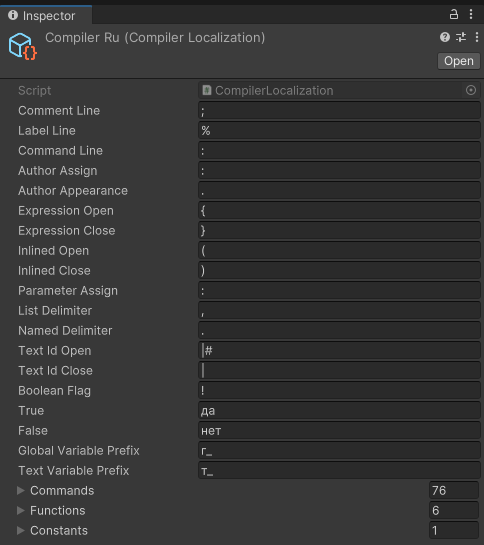 Inspector
Compiler Ru (Compiler Localization)
Open
Script # CompilerLocalization
Comment Line ;
Label Line %
Command Line :
Author Assign :
Author Appearance .
Expression Open {
Expression Close }
Inlined Open (
Inlined Close )
Parameter Assign :
List Delimiter ,
Named Delimiter .
Text Id Open |#
Text Id Close |
Boolean Flag !
True да
False нет
Global Variable Prefix г_
Text Variable Prefix т_
Commands 76
Functions 6
Constants 1